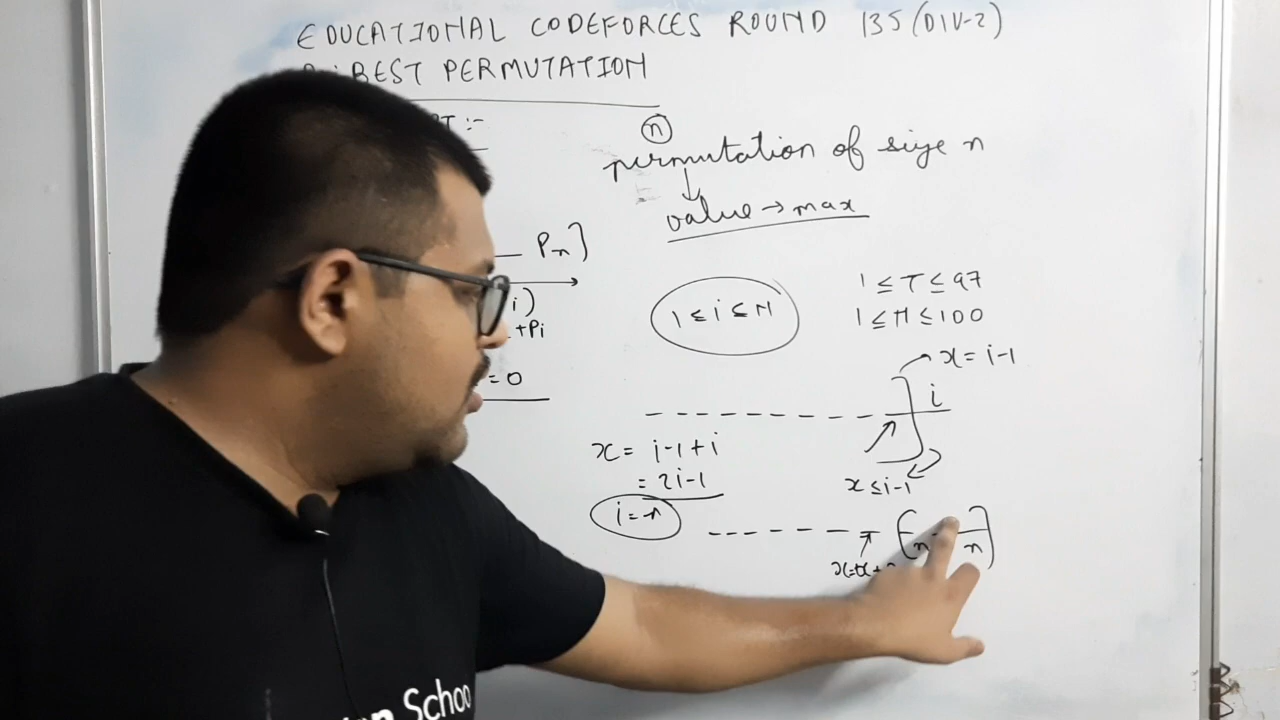 EDUCATIONAL CODEFORCES ROUND 135 (DIV-2)
BEST PERMUTATION
:-
n
permutation of size n
value → max
Pn]
i)
+Pi
= 0
1 ≤ i ≤ N
1 ≤ T ≤ 97
1 ≤ N ≤ 100
x = i-1
i
x = i-1+i
= 2i-1
x ≤ i-1
i = n
n
n
Schoo